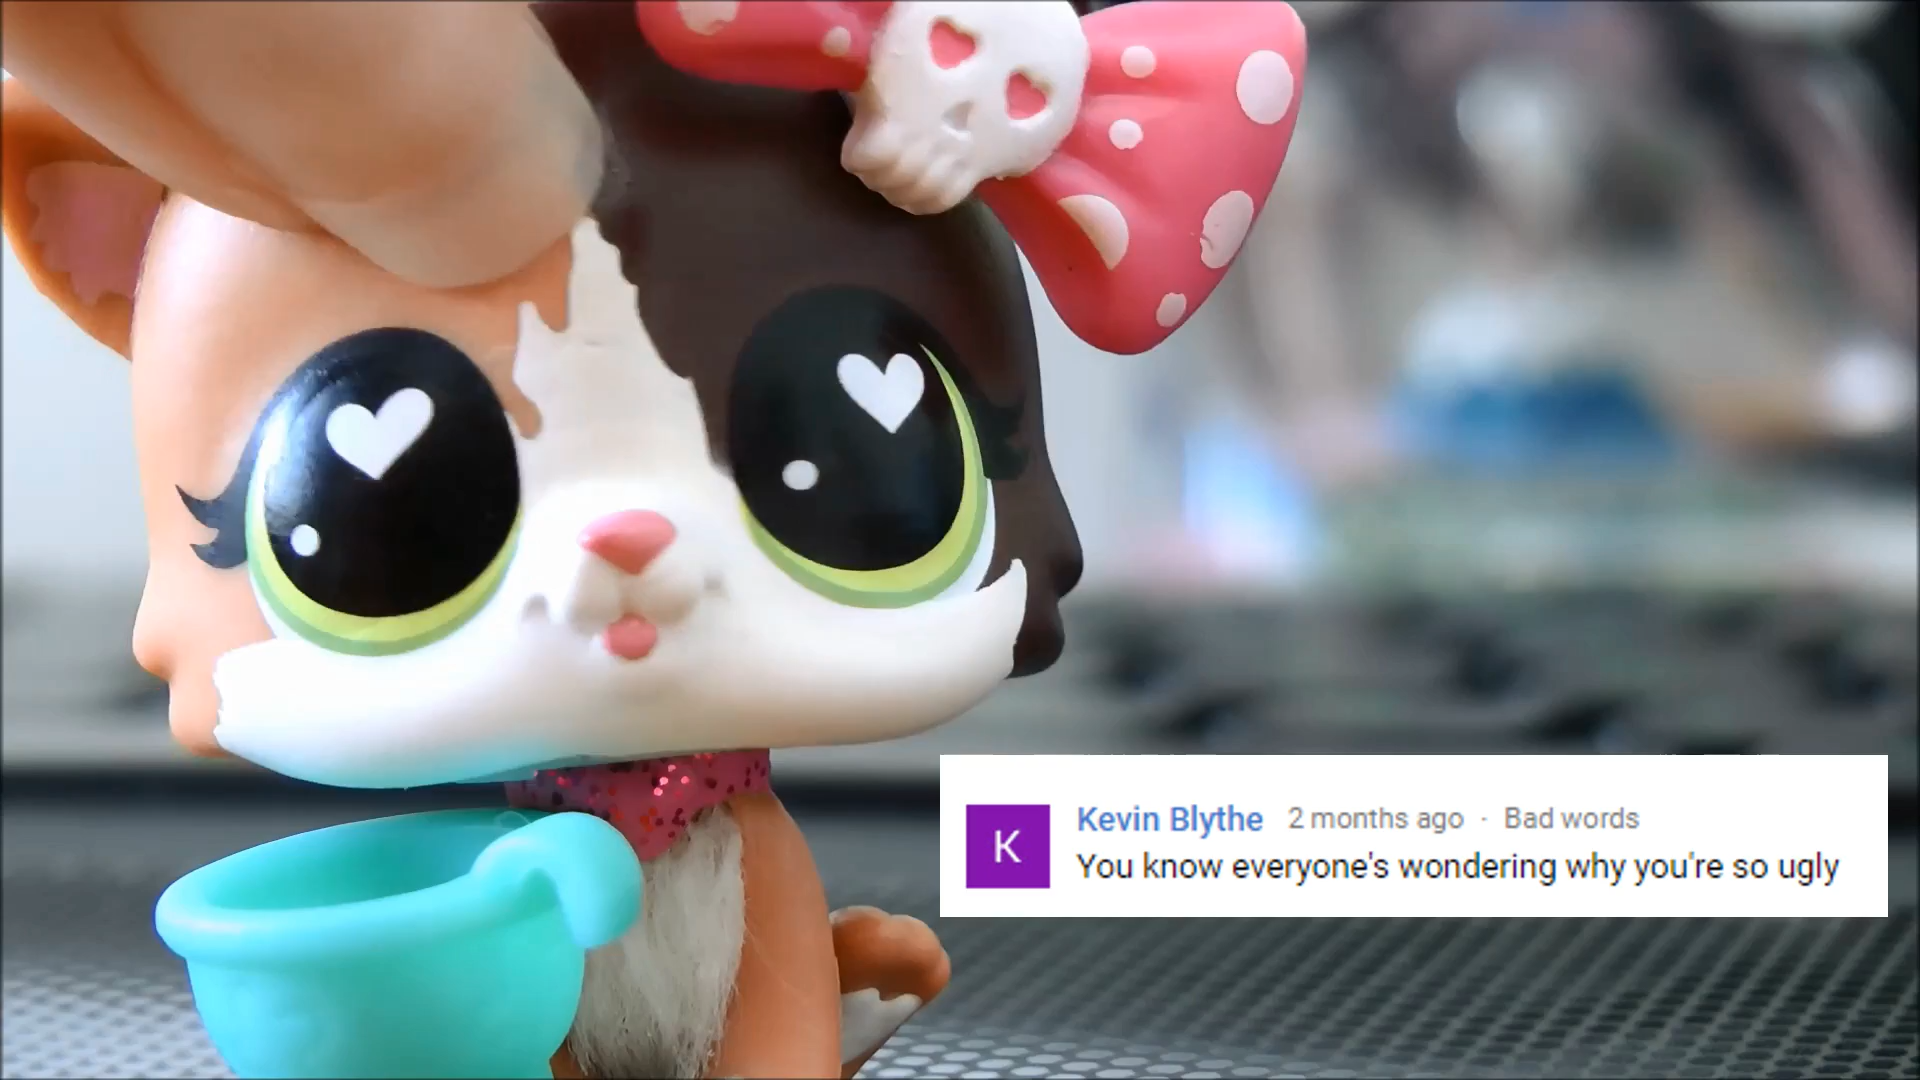 K
Kevin Blythe 2 months ago · Bad words
You know everyone's wondering why you're so ugly